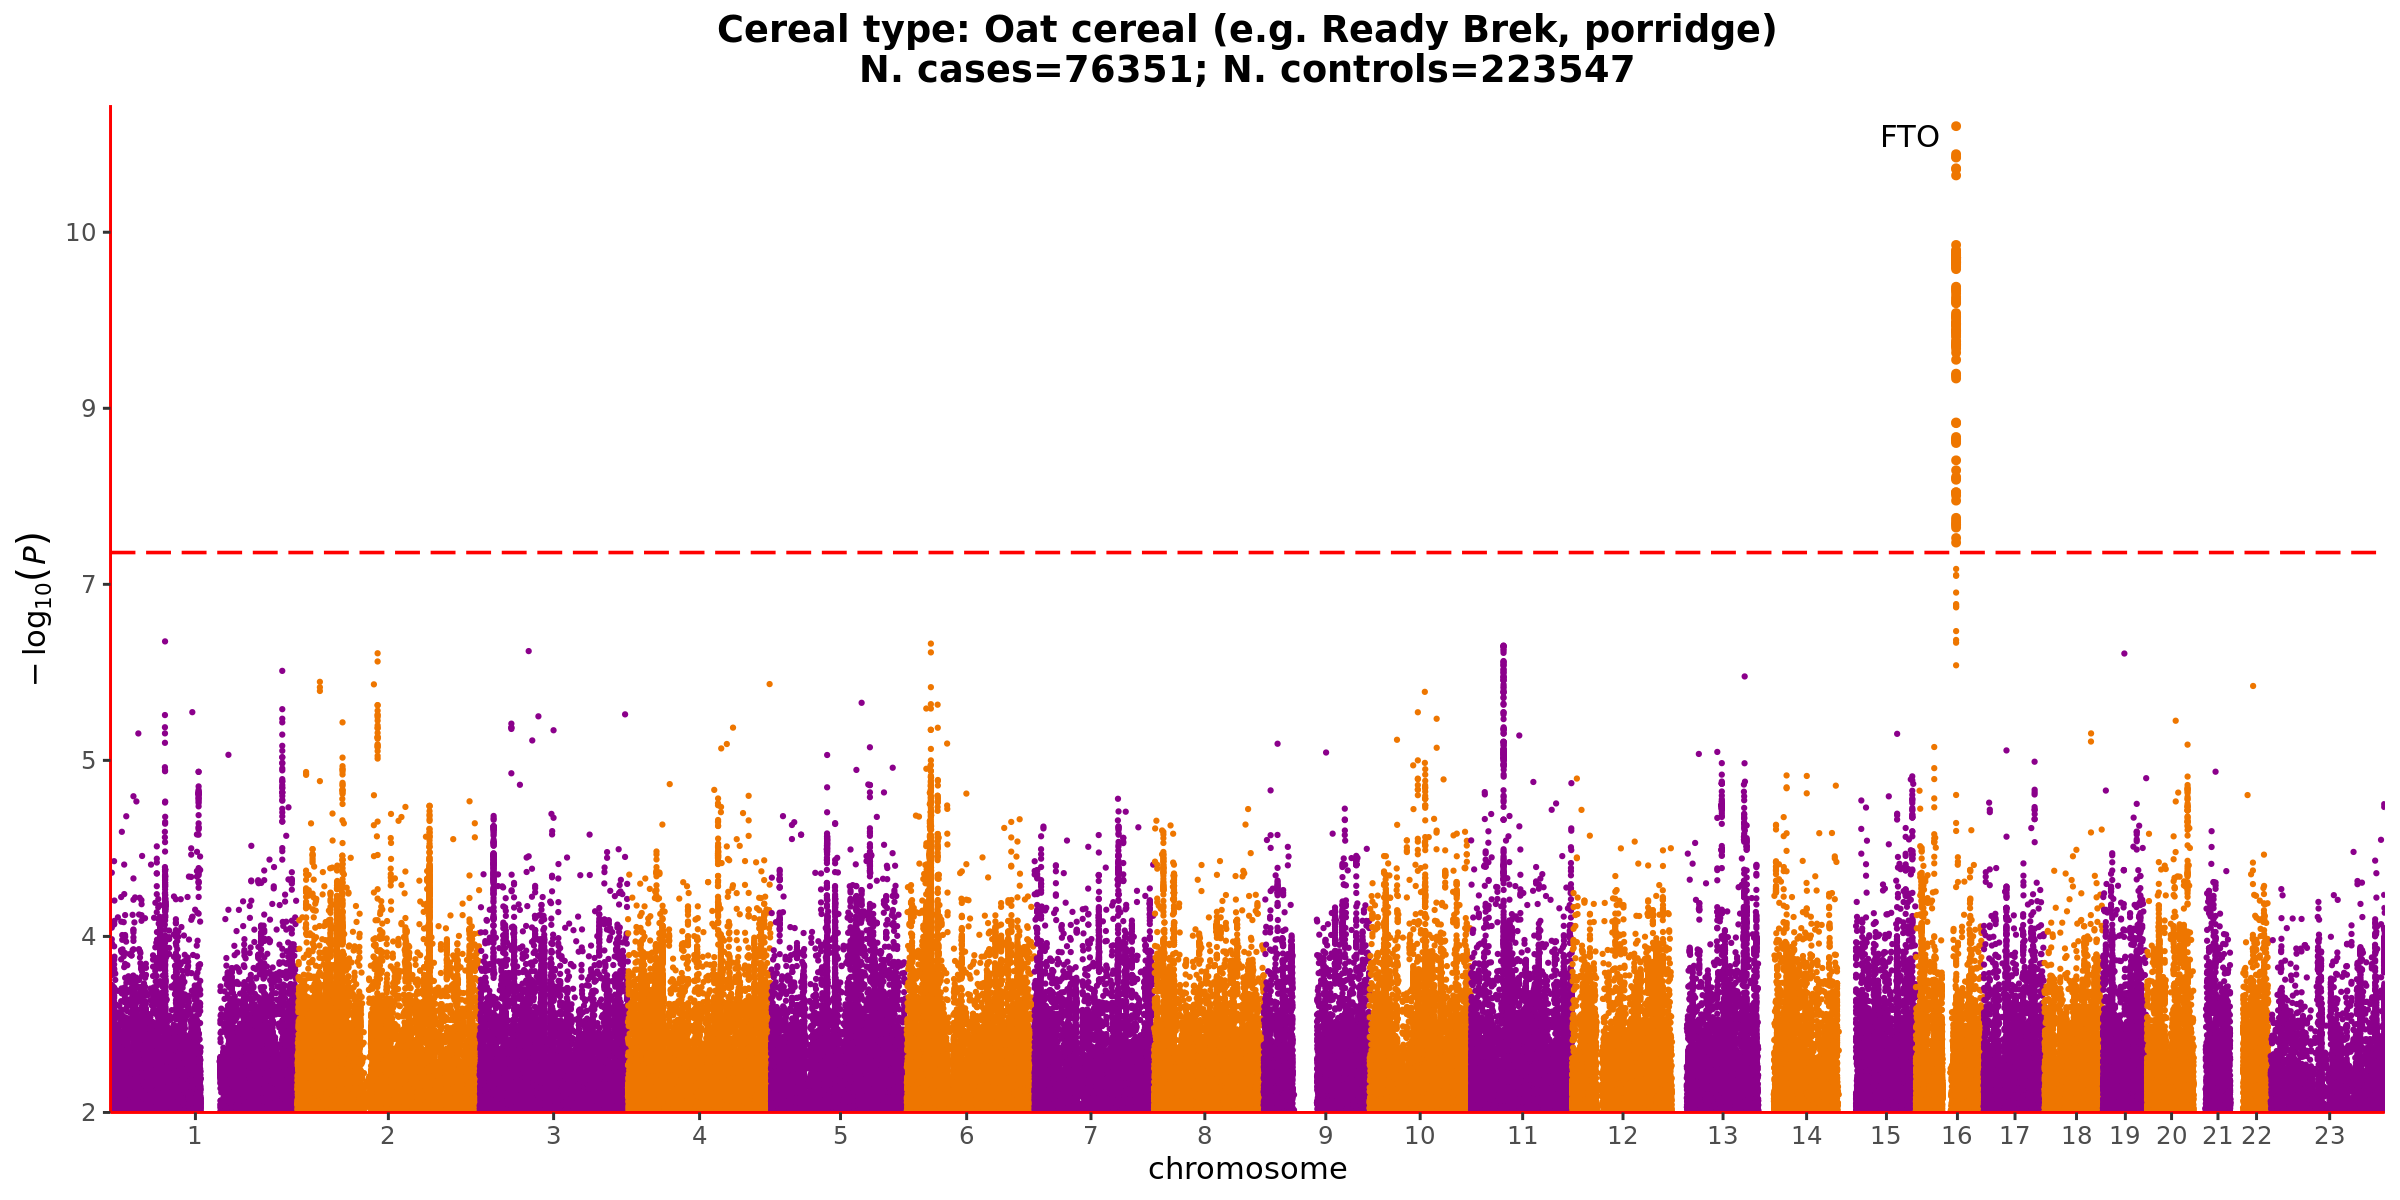 Cereal type: Oat cereal (e.g. Ready Brek, porridge)
N. cases=76351; N. controls=223547
FTO
10
9
7
5
4
2
−log10(P)
1 2 3 4 5 6 7 8 9 10 11 12 13 14 15 16 17 18 19 20 21 22 23
chromosome